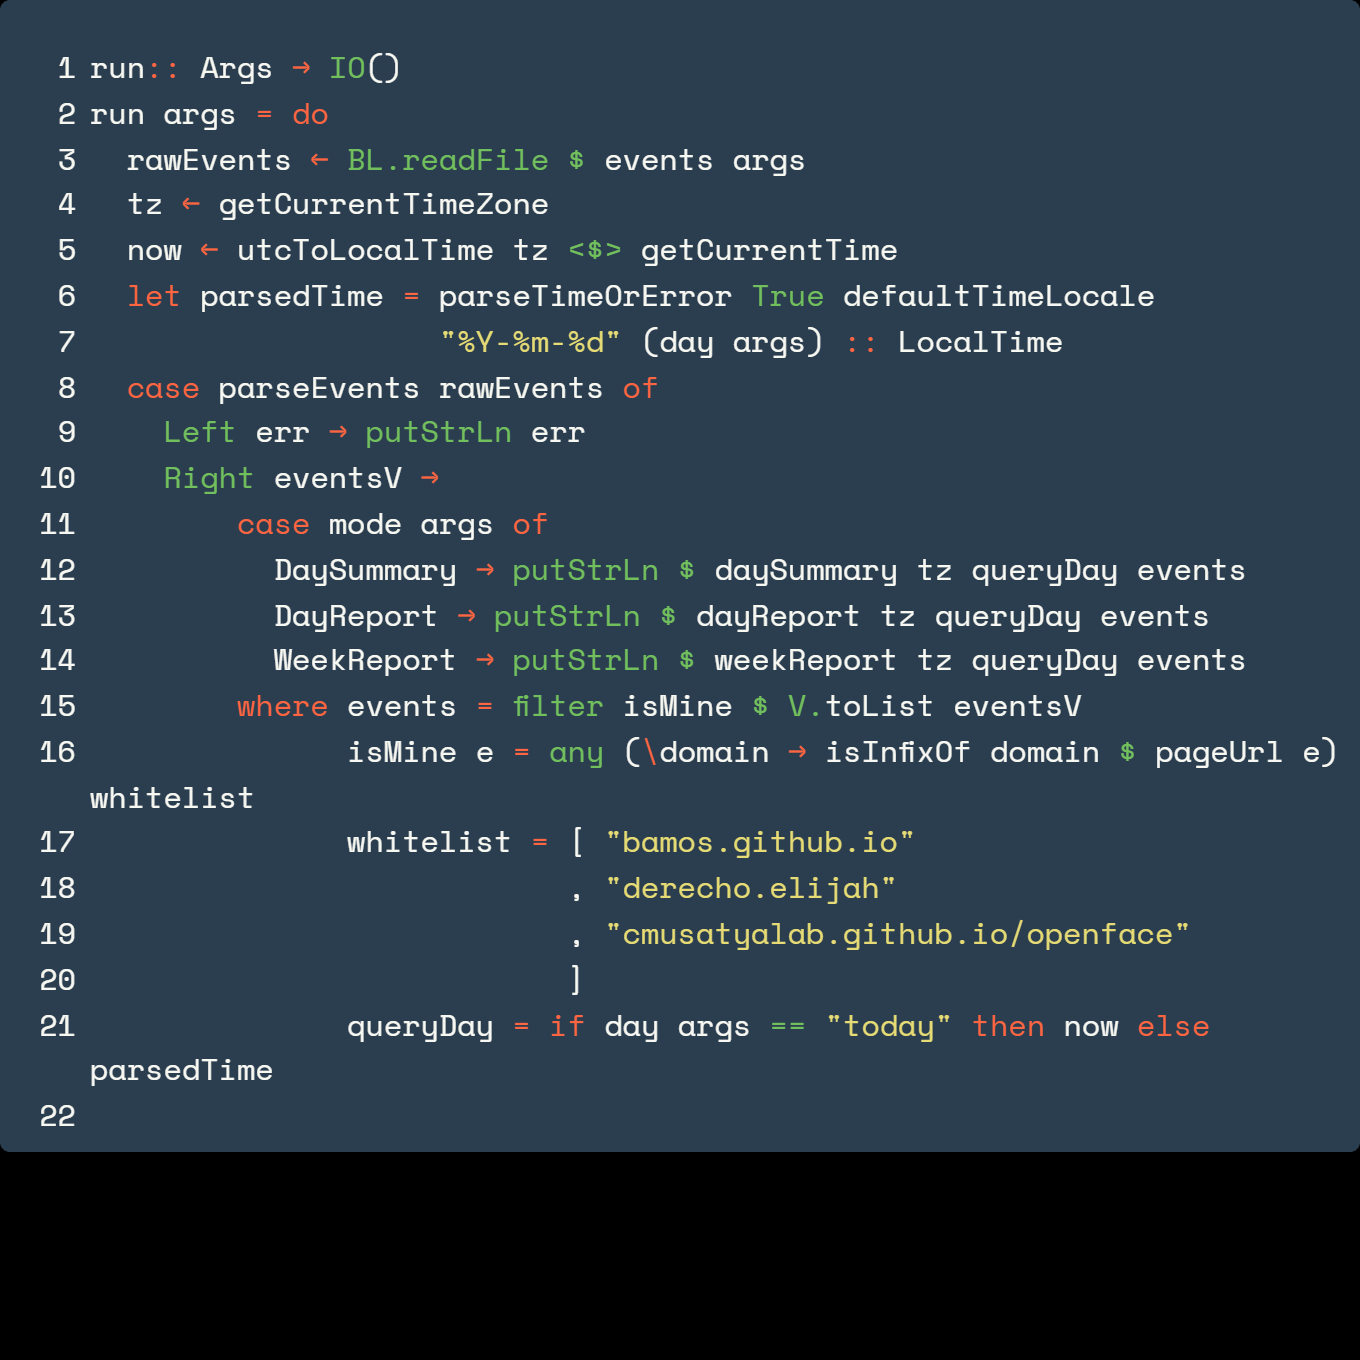 1 run:: Args → IO()
2 run args = do
3   rawEvents ← BL.readFile $ events args
4   tz ← getCurrentTimeZone
5   now ← utcToLocalTime tz <$> getCurrentTime
6   let parsedTime = parseTimeOrError True defaultTimeLocale
7                    "%Y-%m-%d" (day args) :: LocalTime
8   case parseEvents rawEvents of
9     Left err → putStrLn err
10     Right eventsV →
11         case mode args of
12           DaySummary → putStrLn $ daySummary tz queryDay events
13           DayReport → putStrLn $ dayReport tz queryDay events
14           WeekReport → putStrLn $ weekReport tz queryDay events
15         where events = filter isMine $ V.toList eventsV
16               isMine e = any (\domain → isInfixOf domain $ pageUrl e)
whitelist
17               whitelist = [ "bamos.github.io"
18                           , "derecho.elijah"
19                           , "cmusatyalab.github.io/openface"
20                           ]
21               queryDay = if day args == "today" then now else
parsedTime
22